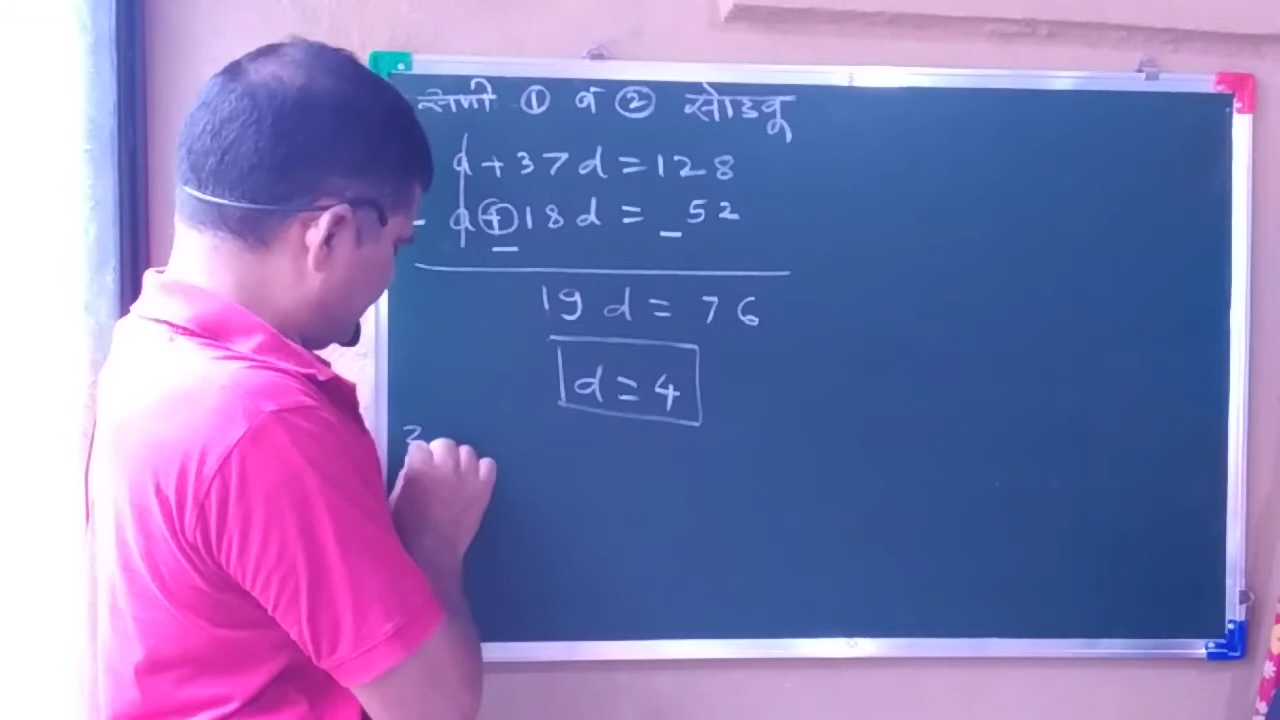 समी ① व ② सोडवू
a + 37d = 128
- a + 18d = _ 52
19d = 76
d = 4